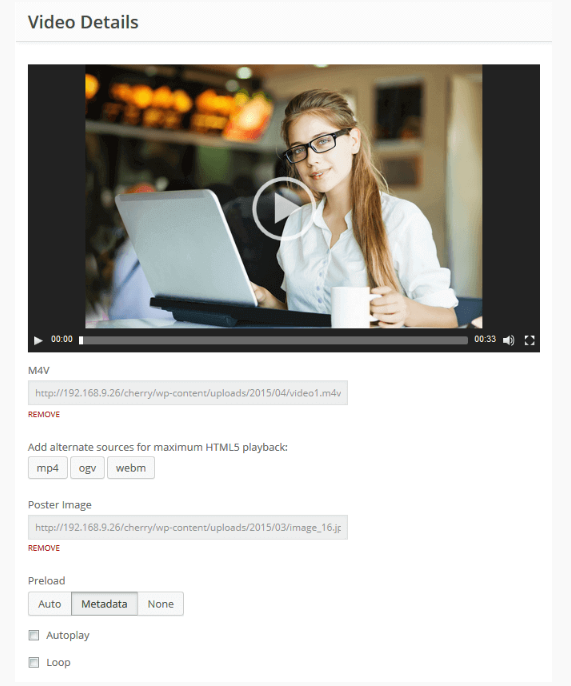 Video Details
00:00
00:33
M4V
http://192.168.9.26/cherry/wp-content/uploads/2015/04/video1.m4v
REMOVE
Add alternate sources for maximum HTML5 playback:
mp4 ogv webm
Poster Image
http://192.168.9.26/cherry/wp-content/uploads/2015/03/image_16.jp
REMOVE
Preload
Auto Metadata None
Autoplay
Loop